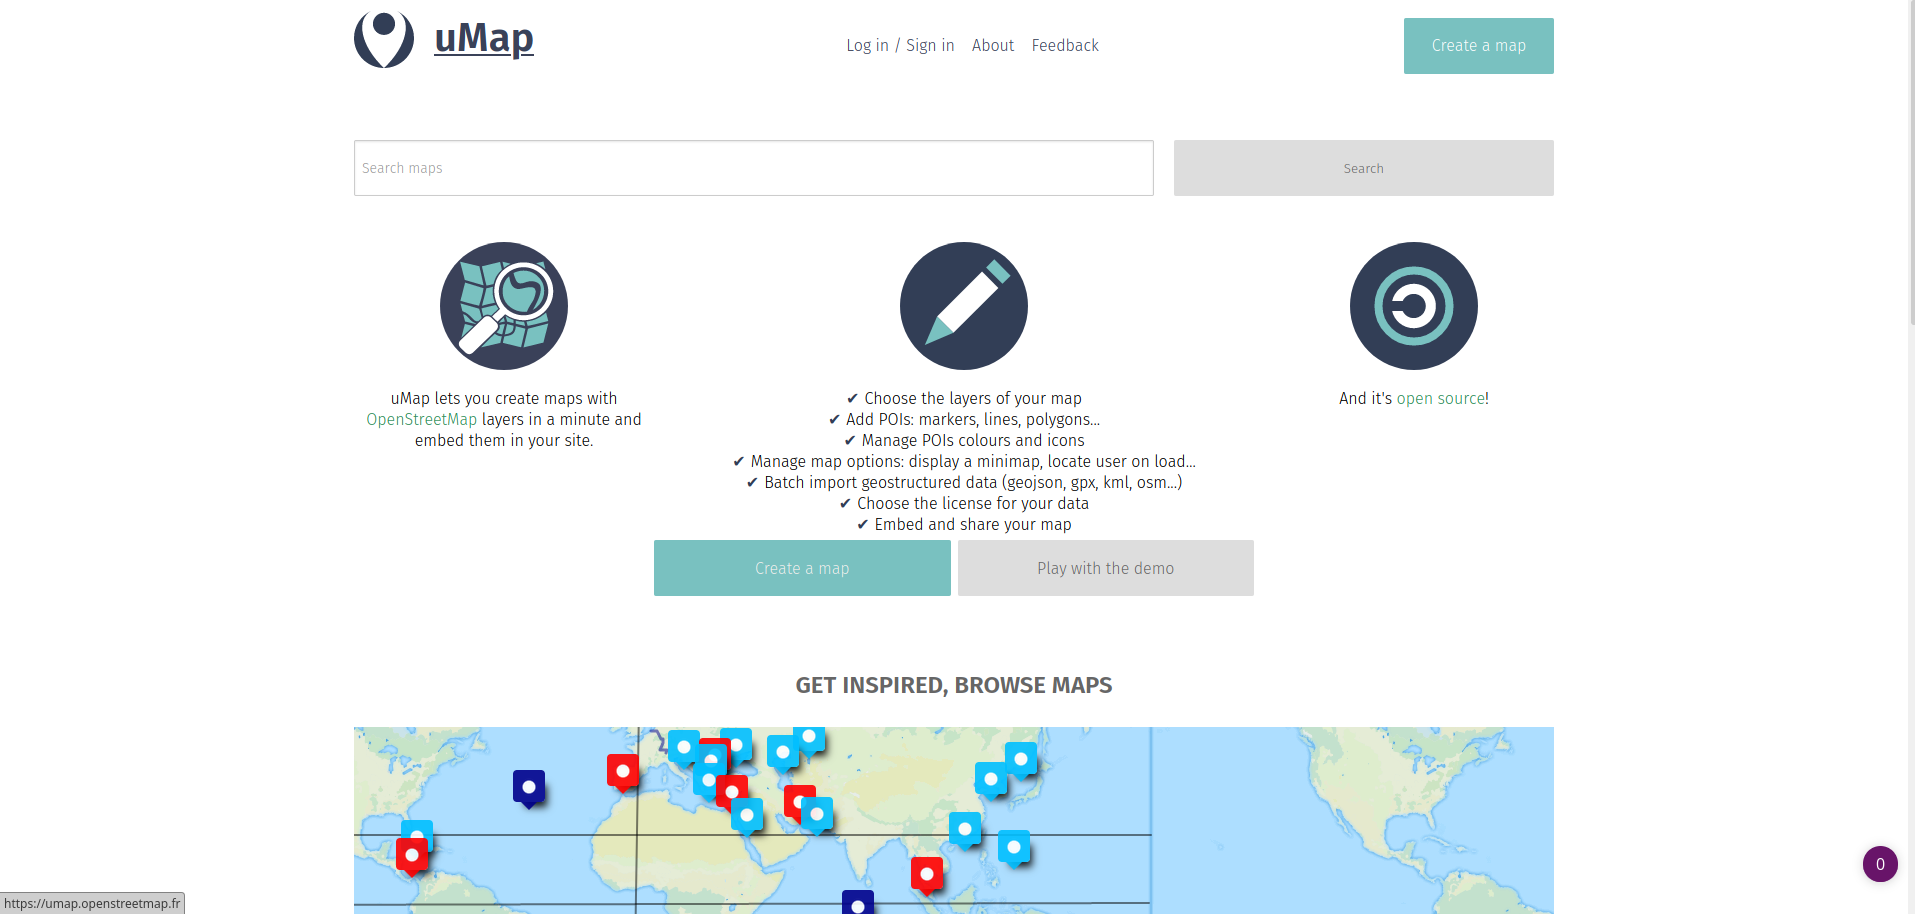 uMap
Log in / Sign in About Feedback
Create a map
Search maps
Search
uMap lets you create maps with
OpenStreetMap layers in a minute and
embed them in your site.
✔ Choose the layers of your map
✔ Add POIs: markers, lines, polygons...
✔ Manage POIs colours and icons
✔ Manage map options: display a minimap, locate user on load...
✔ Batch import geostructured data (geojson, gpx, kml, osm...)
✔ Choose the license for your data
✔ Embed and share your map
And it's open source!
Create a map
Play with the demo
GET INSPIRED, BROWSE MAPS
0
https://umap.openstreetmap.fr